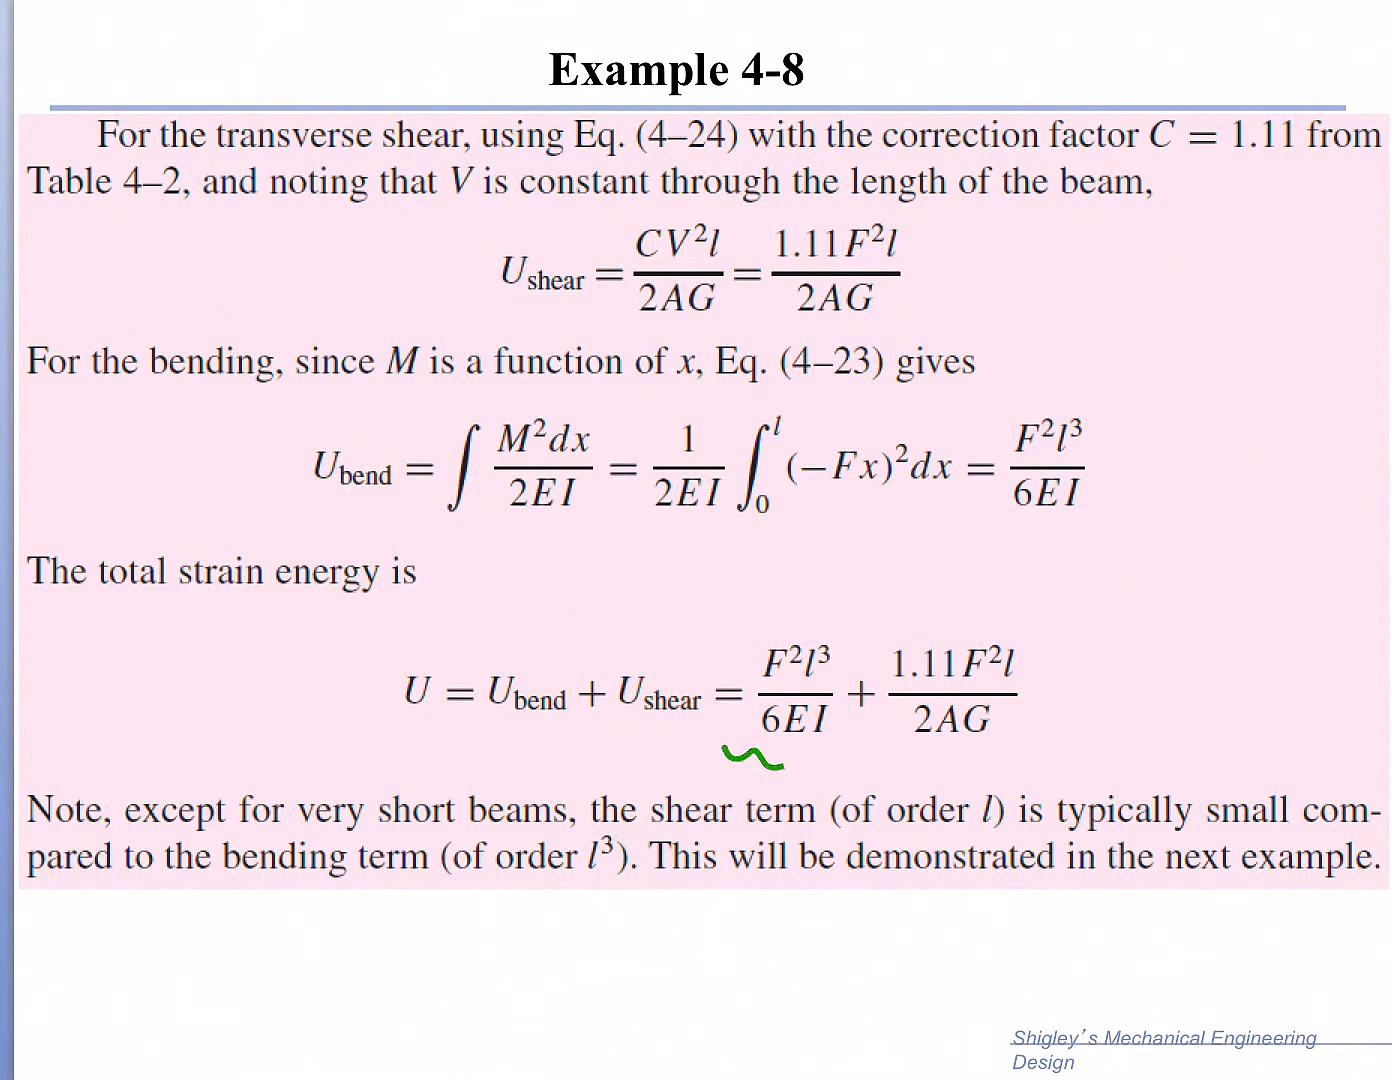 Example 4-8
For the transverse shear, using Eq. (4–24) with the correction factor C = 1.11 from
Table 4–2, and noting that V is constant through the length of the beam,
U_shear = CV²l / 2AG = 1.11F²l / 2AG
For the bending, since M is a function of x, Eq. (4–23) gives
U_bend = ∫ M²dx / 2EI = 1 / 2EI ∫₀ˡ (−Fx)²dx = F²l³ / 6EI
The total strain energy is
U = U_bend + U_shear = F²l³ / 6EI + 1.11F²l / 2AG
Note, except for very short beams, the shear term (of order l) is typically small com-
pared to the bending term (of order l³). This will be demonstrated in the next example.
Shigley's Mechanical Engineering
Design